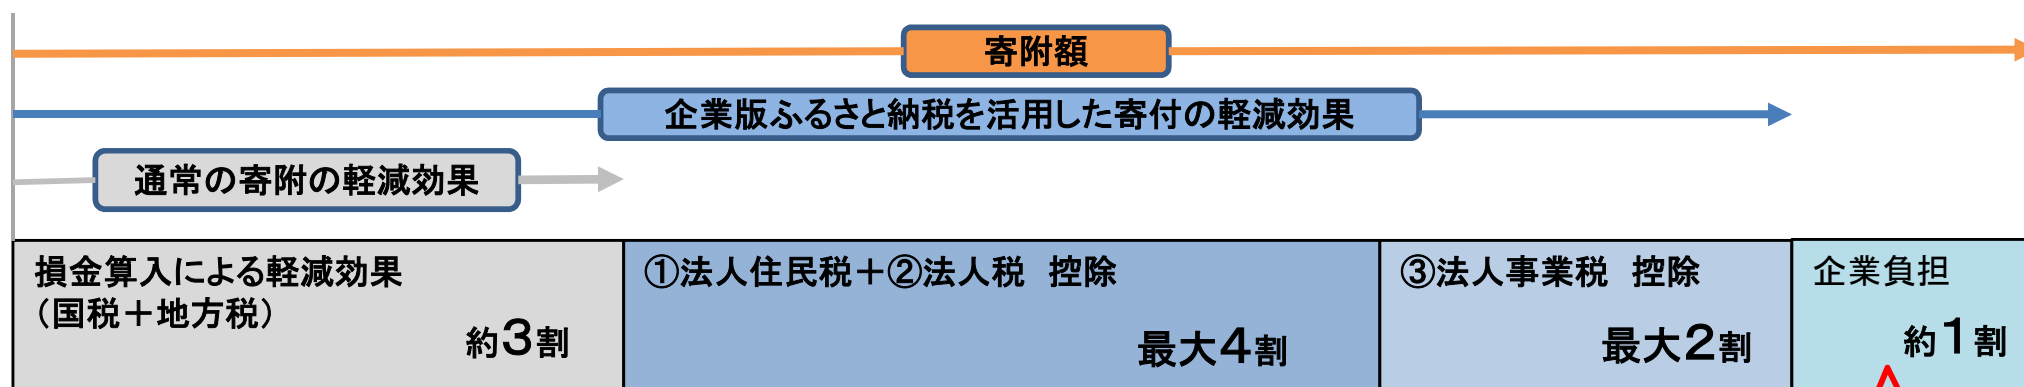 寄附額
企業版ふるさと納税を活用した寄付の軽減効果
通常の寄附の軽減効果
損金算入による軽減効果
(国税+地方税)
約3割
①法人住民税+②法人税 控除
最大4割
③法人事業税 控除
最大2割
企業負担
約1割